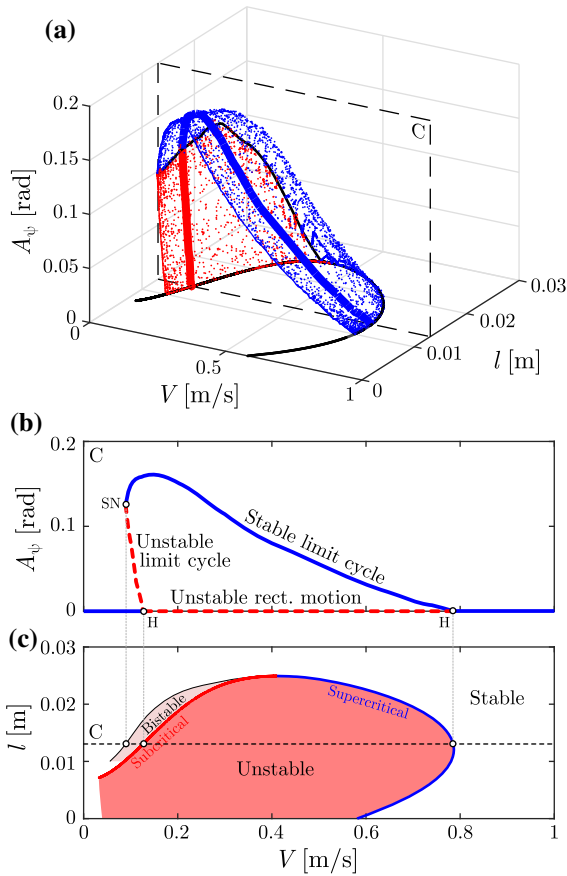 (a)
0.2
0.15
0.1
0.05
0
A_ψ [rad]
C
0
0.5
1
V [m/s]
0
0.01
0.02
0.03
l [m]
(b)
0.2
0.1
0
A_ψ [rad]
C
SN
Unstable
limit cycle
Stable limit cycle
Unstable rect. motion
H
H
(c)
0.03
0.02
0.01
0
l [m]
C
Bistable
Subcritical
Supercritical
Stable
Unstable
0
0.2
0.4
0.6
0.8
1
V [m/s]